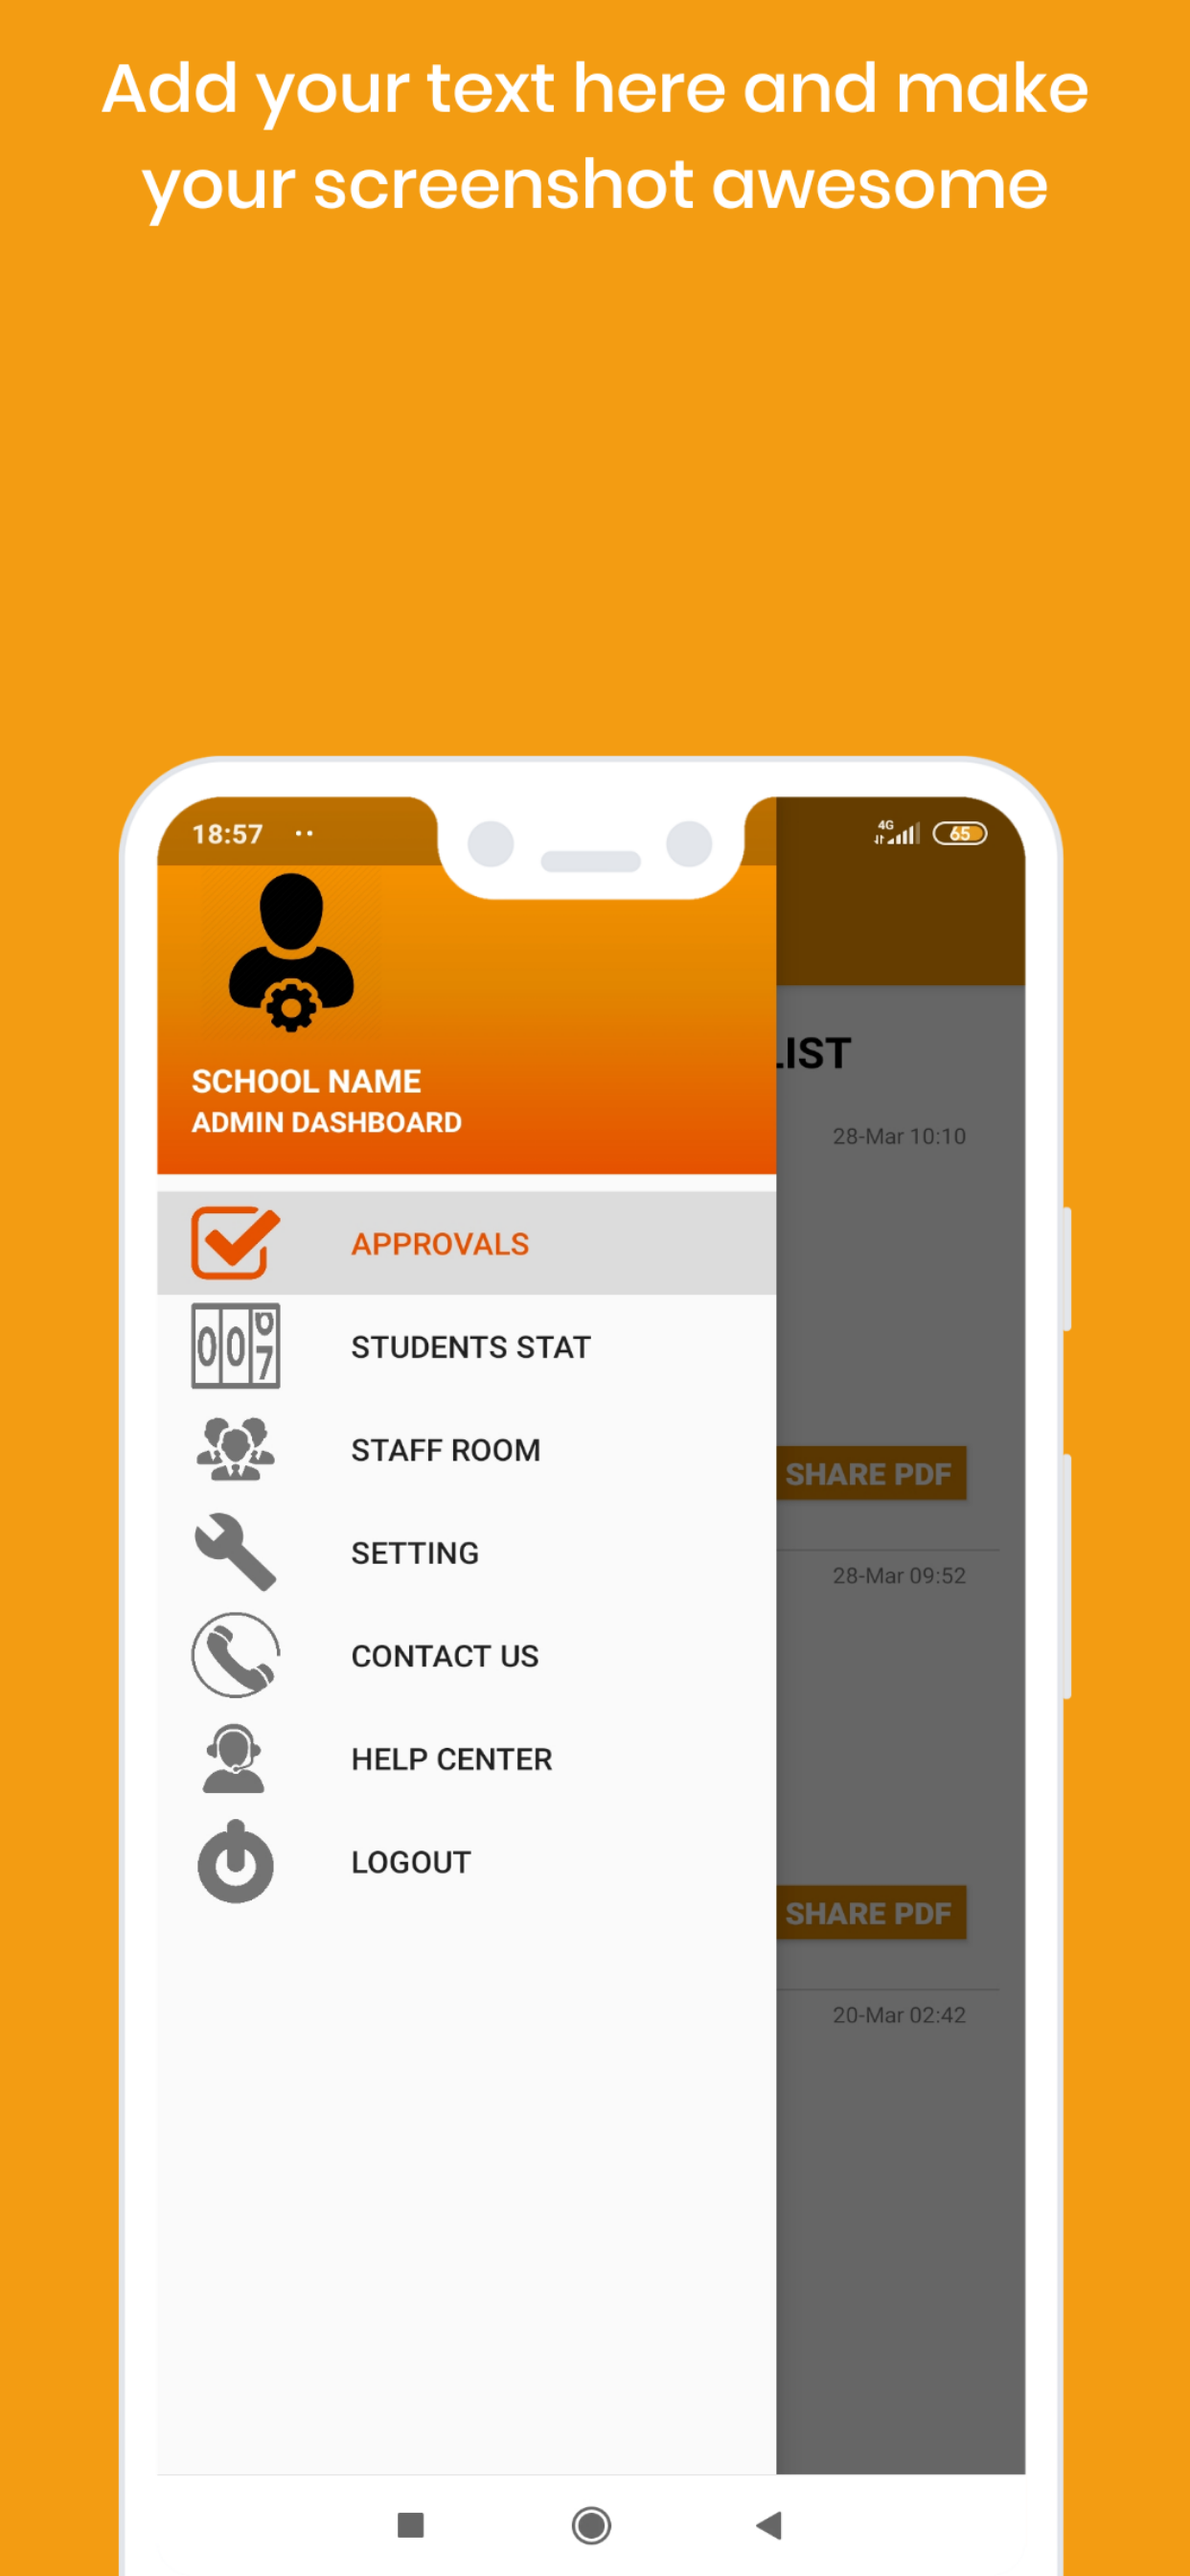 Add your text here and make
your screenshot awesome
18:57
4G
65
SCHOOL NAME
ADMIN DASHBOARD
IST
28-Mar 10:10
APPROVALS
007
STUDENTS STAT
STAFF ROOM
SHARE PDF
SETTING
28-Mar 09:52
CONTACT US
HELP CENTER
LOGOUT
SHARE PDF
20-Mar 02:42